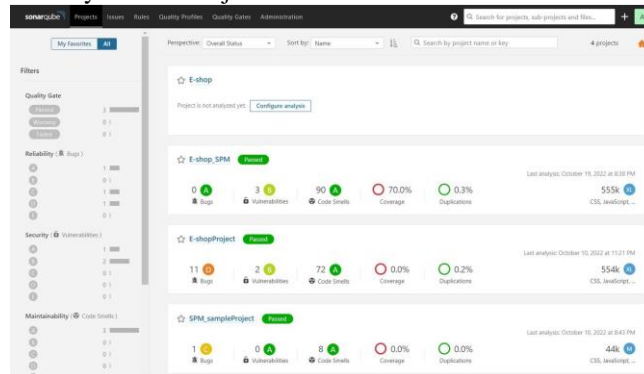 sonarqube Projects Issues Rules Quality Profiles Quality Gates Administration Search for projects, sub-projects and files... + A
My Favorites All
Perspective: Overall Status Sort by: Name Search by project name or key 4 projects
Filters
Quality Gate
Passed 3
Warning 0
Failed 0
Reliability ( Bugs )
A 1
B 0
C 1
D 1
E 0
Security ( Vulnerabilities )
A 1
B 2
C 0
D 0
E 0
Maintainability ( Code Smells )
A 3
B 0
C 0
D 0
E-shop
Project is not analyzed yet. Configure analysis
E-shop_SPM Passed
Last analysis: October 19, 2022 at 8:28 PM
0 A 3 B 90 A 70.0% 0.3% 555k XL
Bugs Vulnerabilities Code Smells Coverage Duplications CSS, JavaScript, ...
E-shopProject Passed
Last analysis: October 10, 2022 at 11:21 PM
11 D 2 B 72 A 0.0% 0.2% 554k XL
Bugs Vulnerabilities Code Smells Coverage Duplications CSS, JavaScript, ...
SPM_sampleProject Passed
Last analysis: October 10, 2022 at 8:43 PM
1 C 0 A 8 A 0.0% 0.0% 44k M
Bugs Vulnerabilities Code Smells Coverage Duplications CSS, JavaScript, ...